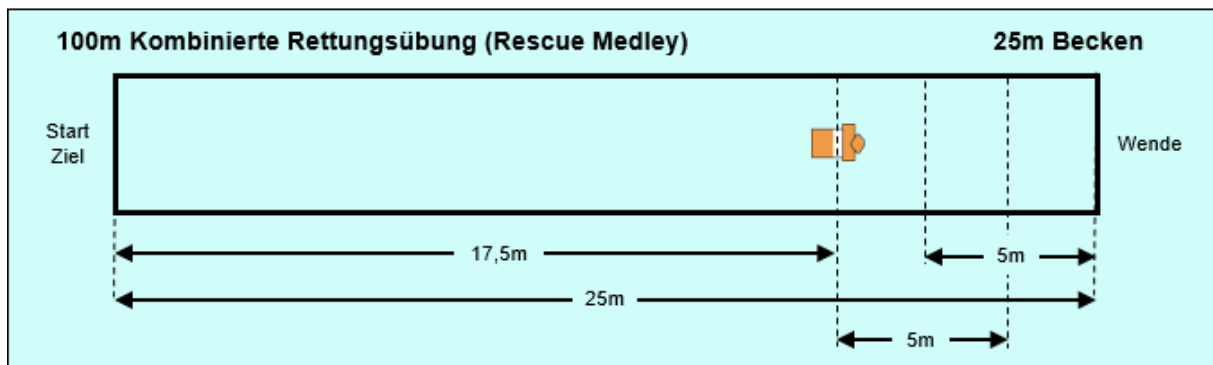 100m Kombinierte Rettungsübung (Rescue Medley)
25m Becken
Start
Ziel
Wende
17,5m
5m
25m
5m